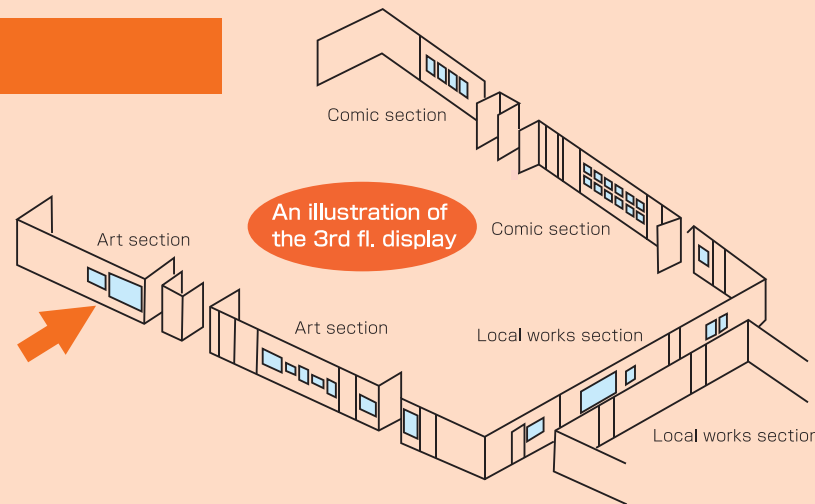 Comic section
An illustration of
the 3rd fl. display
Comic section
Art section
Art section
Local works section
Local works section